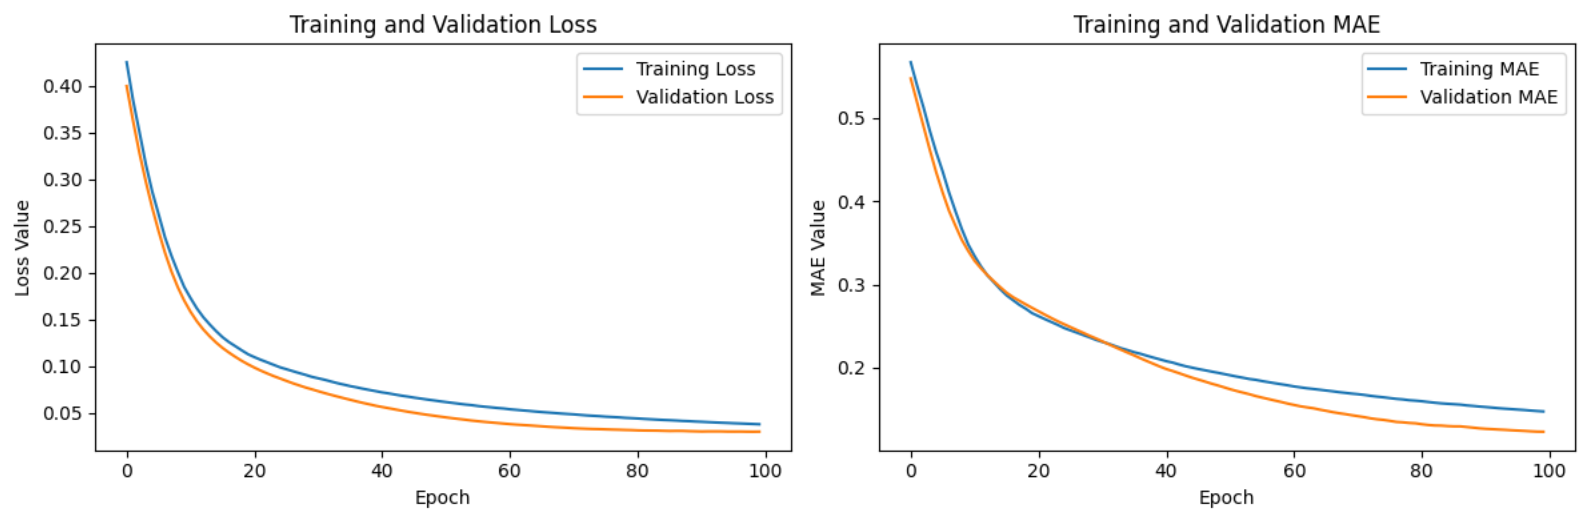 Training and Validation Loss
Training Loss
Validation Loss
0.40
0.35
0.30
0.25
0.20
0.15
0.10
0.05
Loss Value
0 20 40 60 80 100
Epoch
Training and Validation MAE
Training MAE
Validation MAE
0.5
0.4
0.3
0.2
MAE Value
0 20 40 60 80 100
Epoch